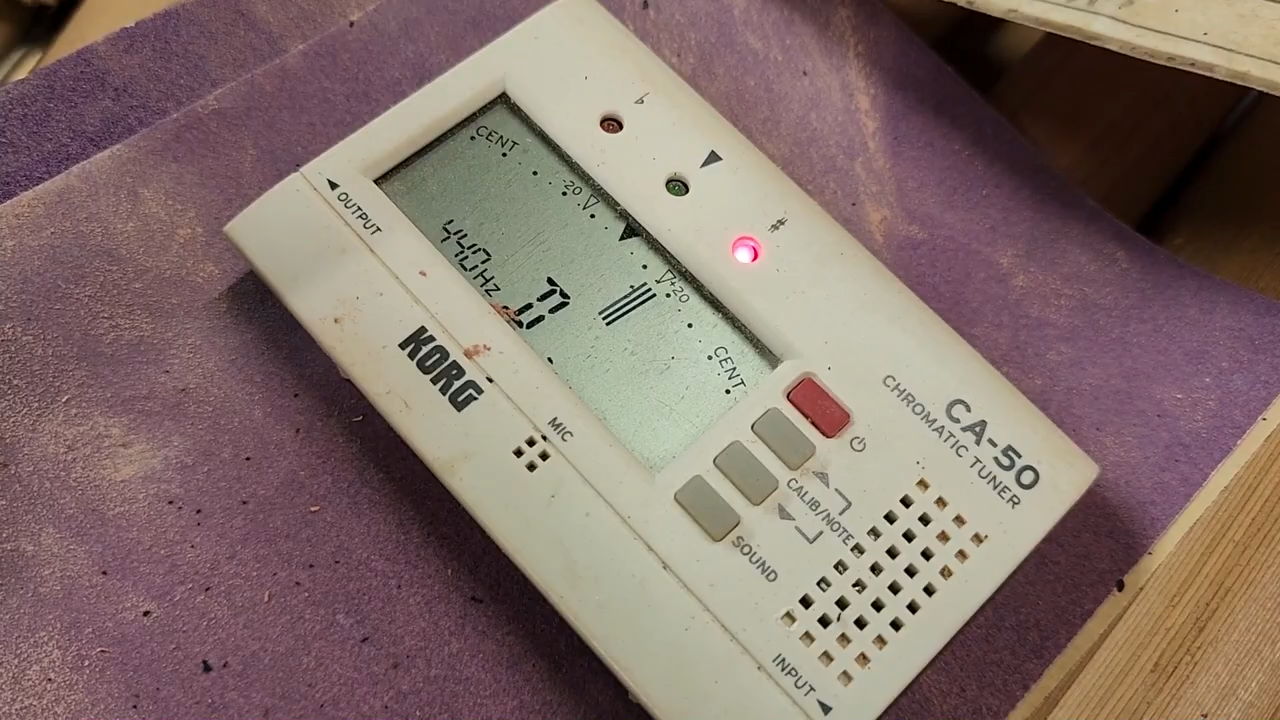 ♭
♯
CENT
-20
+20
CENT
440Hz
D
OUTPUT
KORG
MIC
CA-50
CHROMATIC TUNER
CALIB/NOTE
SOUND
INPUT